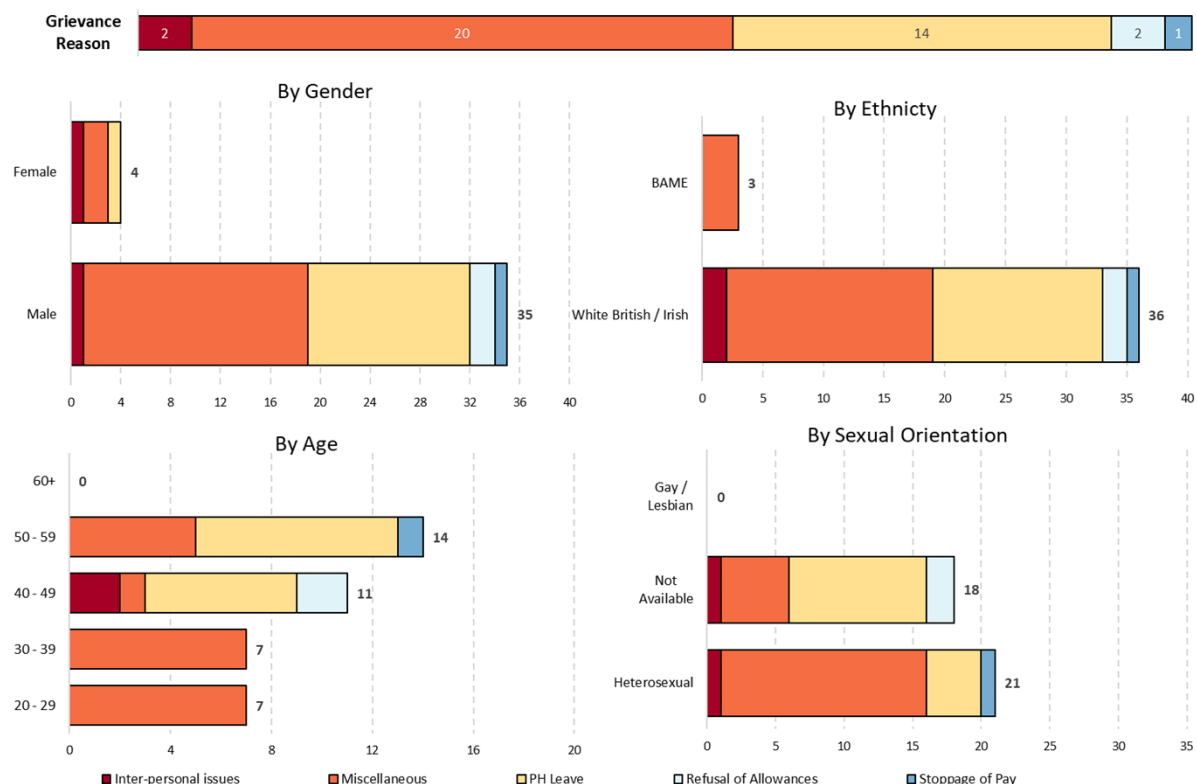 Grievance
Reason
2 20 14 2 1
By Gender
Female
4
Male
35
0 4 8 12 16 20 24 28 32 36 40
By Ethnicty
BAME
3
White British / Irish
36
0 5 10 15 20 25 30 35 40
By Age
60+
0
50 - 59
14
40 - 49
11
30 - 39
7
20 - 29
7
0 4 8 12 16 20
By Sexual Orientation
Gay /
Lesbian
0
Not
Available
18
Heterosexual
21
0 5 10 15 20 25 30 35
Inter-personal issues Miscellaneous PH Leave Refusal of Allowances Stoppage of Pay